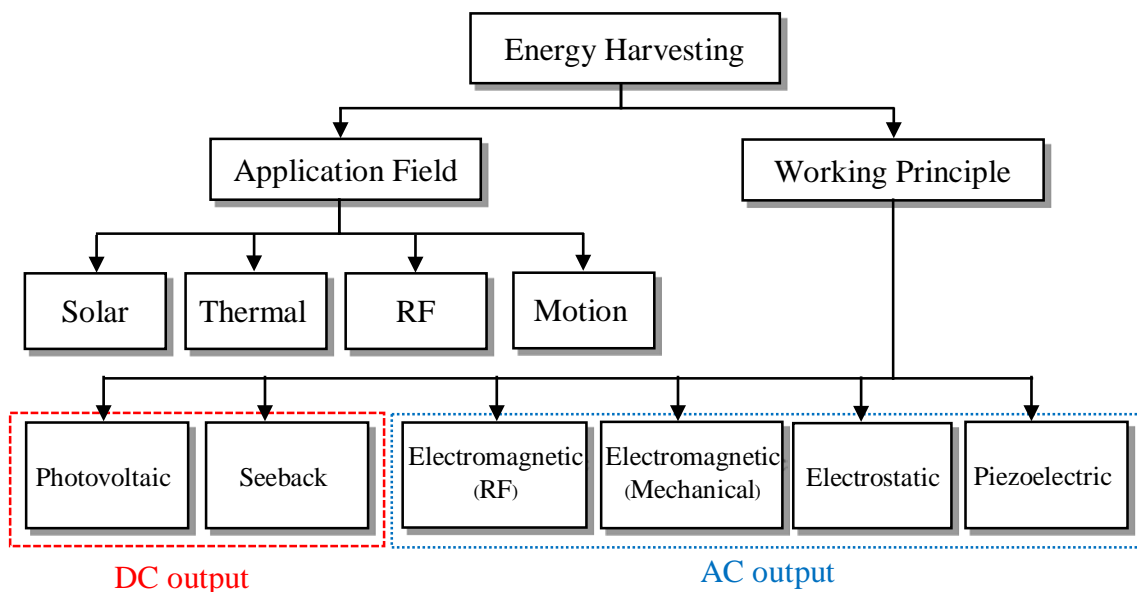 Energy Harvesting
Application Field
Working Principle
Solar
Thermal
RF
Motion
Photovoltaic
Seeback
Electromagnetic
(RF)
Electromagnetic
(Mechanical)
Electrostatic
Piezoelectric
DC output
AC output